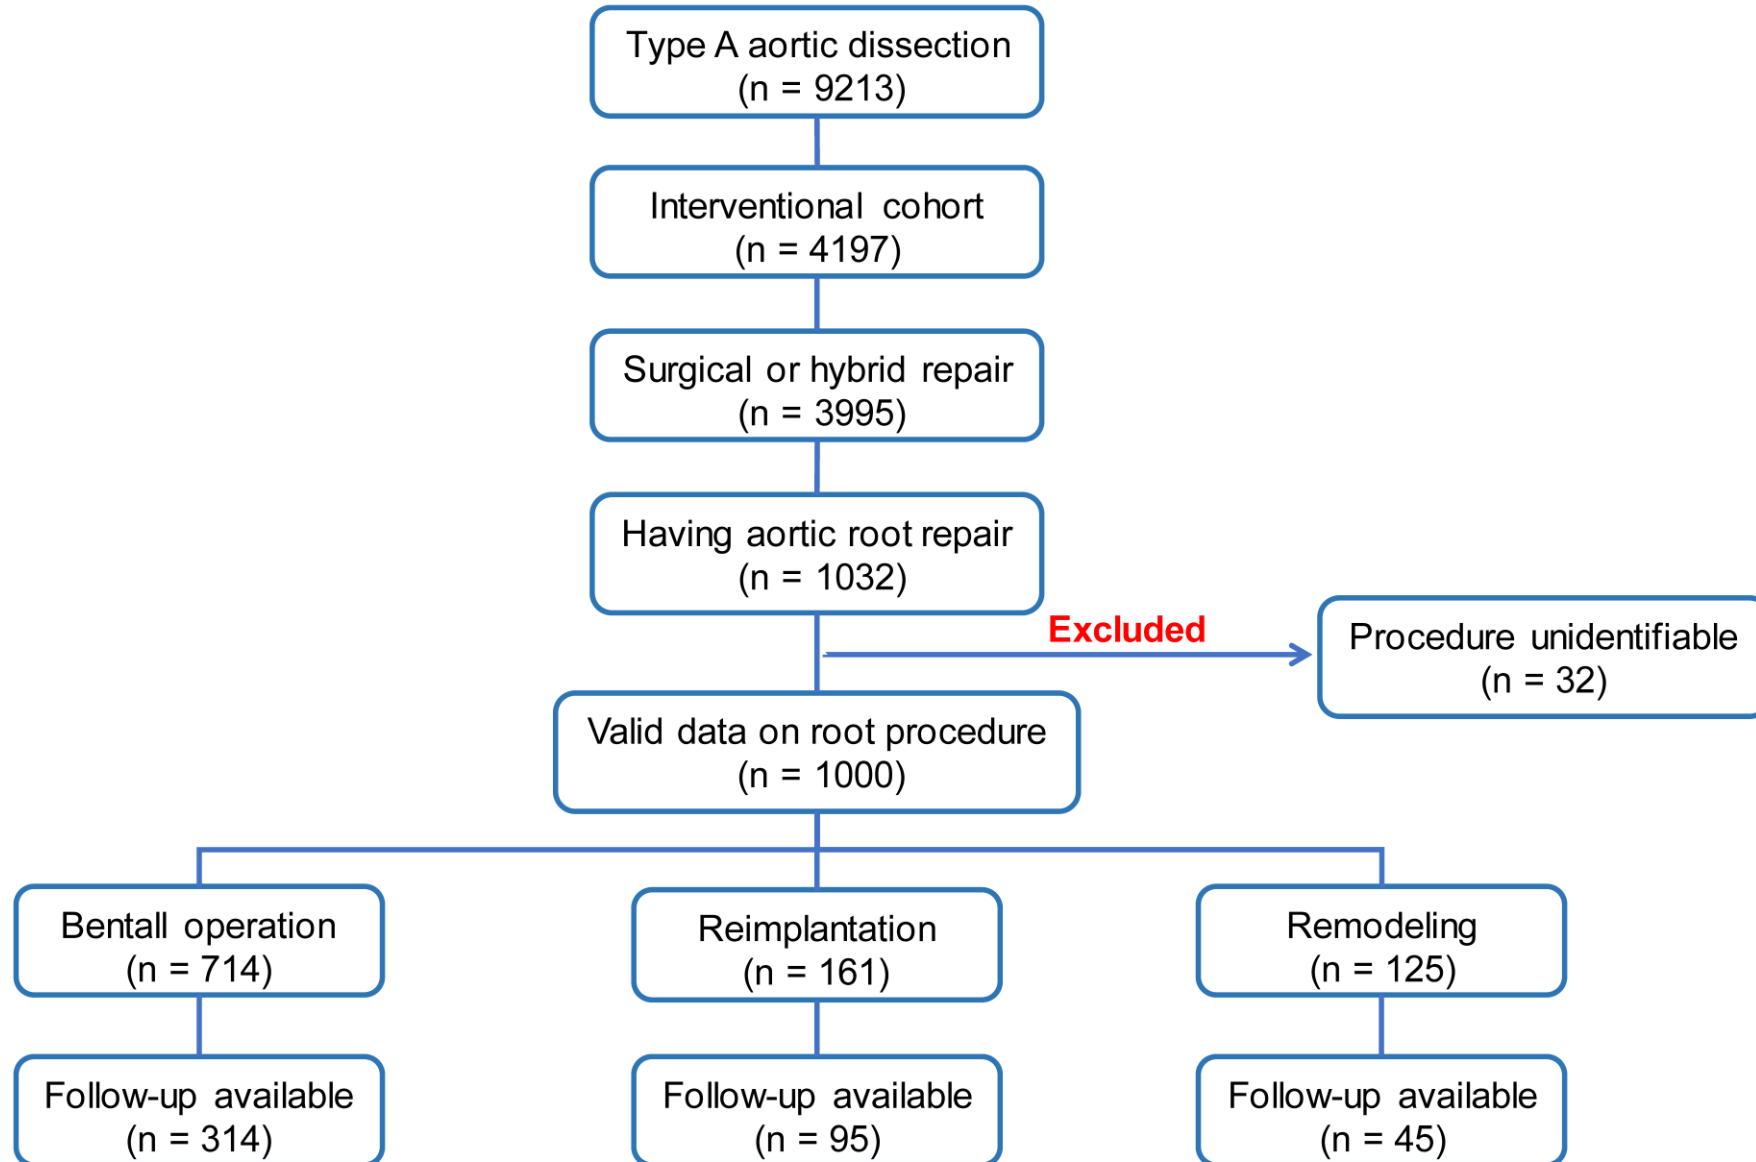 Type A aortic dissection
(n = 9213)
Interventional cohort
(n = 4197)
Surgical or hybrid repair
(n = 3995)
Having aortic root repair
(n = 1032)
Excluded
Procedure unidentifiable
(n = 32)
Valid data on root procedure
(n = 1000)
Bentall operation
(n = 714)
Reimplantation
(n = 161)
Remodeling
(n = 125)
Follow-up available
(n = 314)
Follow-up available
(n = 95)
Follow-up available
(n = 45)